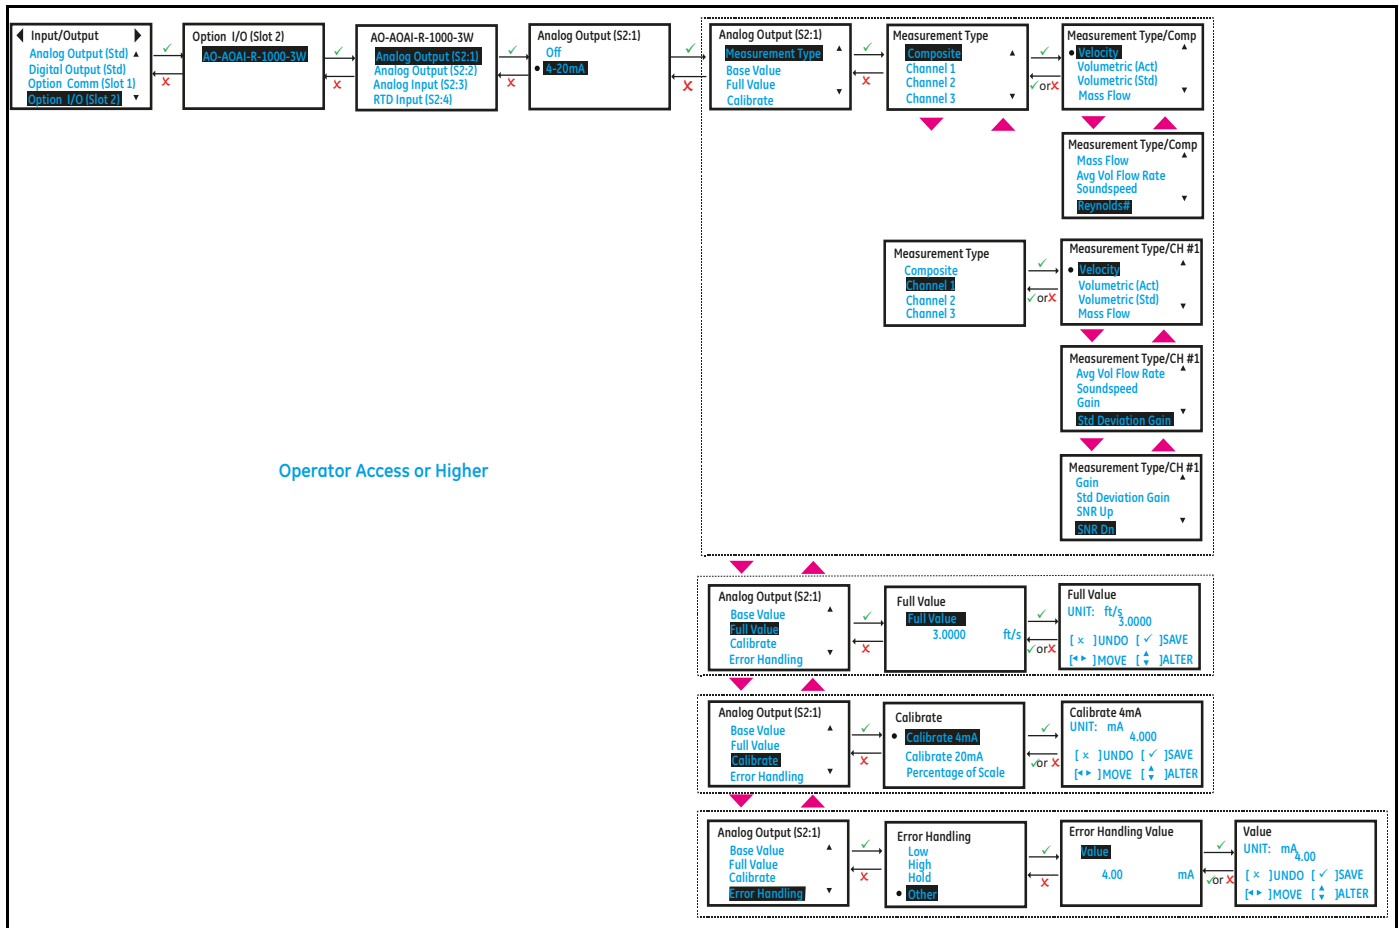 Input/Output
Analog Output (Std)
Digital Output (Std)
Option Comm (Slot 1)
Option I/O (Slot 2)
Option I/O (Slot 2)
AO-AOAI-R-1000-3W
AO-AOAI-R-1000-3W
Analog Output (S2:1)
Analog Output (S2:2)
Analog Input (S2:3)
RTD Input (S2:4)
Analog Output (S2:1)
Off
4-20mA
Analog Output (S2:1)
Measurement Type
Base Value
Full Value
Calibrate
Measurement Type
Composite
Channel 1
Channel 2
Channel 3
✓orX
Measurement Type/Comp
Velocity
Volumetric (Act)
Volumetric (Std)
Mass Flow
Measurement Type/Comp
Mass Flow
Avg Vol Flow Rate
Soundspeed
Reynolds#
Measurement Type
Composite
Channel 1
Channel 2
Channel 3
✓orX
Measurement Type/CH #1
Velocity
Volumetric (Act)
Volumetric (Std)
Mass Flow
Measurement Type/CH #1
Avg Vol Flow Rate
Soundspeed
Gain
Std Deviation Gain
Operator Access or Higher
Measurement Type/CH #1
Gain
Std Deviation Gain
SNR Up
SNR Dn
Analog Output (S2:1)
Base Value
Full Value
Calibrate
Error Handling
Full Value
Full Value
3.0000 ft/s
✓orX
Full Value
UNIT: ft/s
3.0000
[ x ]UNDO [ ✓ ]SAVE
[◄► ]MOVE [ ▲▼ ]ALTER
Analog Output (S2:1)
Base Value
Full Value
Calibrate
Error Handling
Calibrate
Calibrate 4mA
Calibrate 20mA
Percentage of Scale
✓or X
Calibrate 4mA
UNIT: mA
4.000
[ x ]UNDO [ ✓ ]SAVE
[◄► ]MOVE [ ▲▼ ]ALTER
Analog Output (S2:1)
Base Value
Full Value
Calibrate
Error Handling
Error Handling
Low
High
Hold
Other
Error Handling Value
Value
4.00 mA
✓or X
Value
UNIT: mA
4.00
[ x ]UNDO [ ✓ ]SAVE
[◄► ]MOVE [ ▲▼ ]ALTER